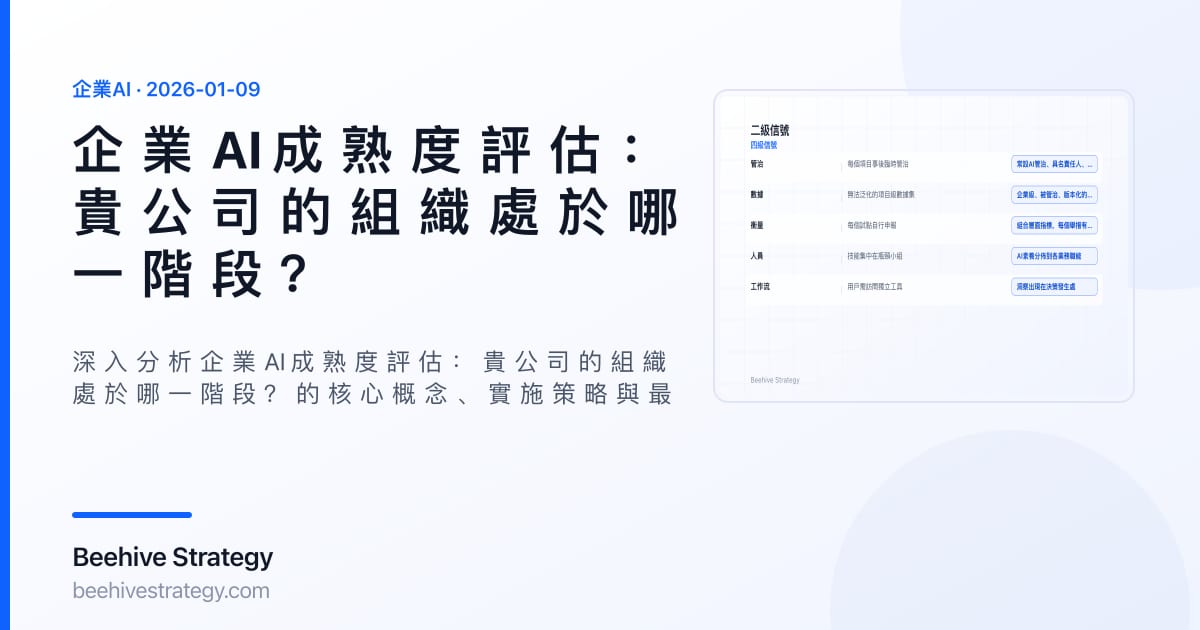 企業AI · 2026-01-09
企業AI成熟度評估：
貴公司的組織處於哪
一階段？
深入分析企業AI成熟度評估： 貴公司的組織
處於哪一階段？ 的核心概念、實施策略與最
Beehive Strategy
beehivestrategy.com
二級信號
四級信號
管治 每個項目事後臨時管治 常設AI管治、具名責任人、...
數據 無法泛化的項目級數據集 企業級、被管治、版本化的...
衡量 每個試點自行申報 組合層面指標，每個舉措有...
人員 技能集中在瓶頸小組 AI素養分佈到各業務職能
工作流 用戶需訪問獨立工具 洞察出現在決策發生處
Beehive Strategy